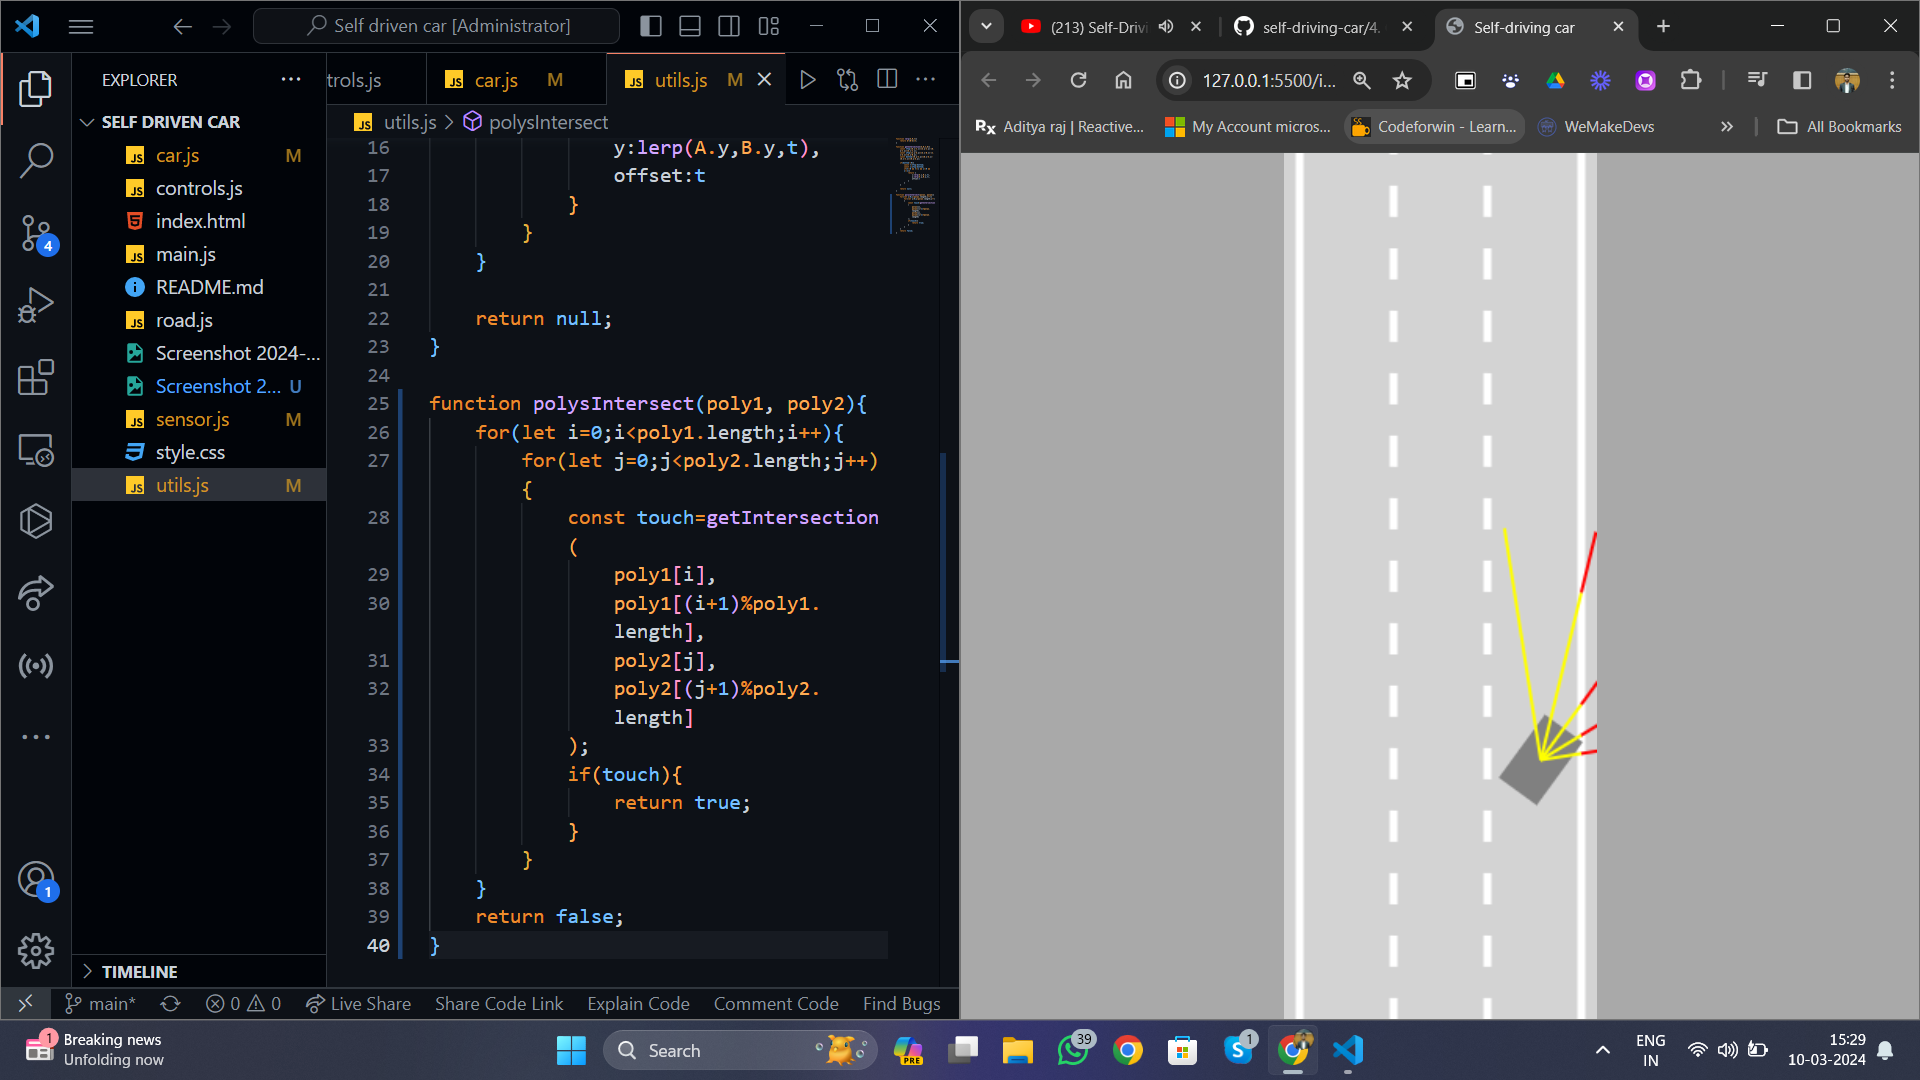 Self driven car [Administrator]
EXPLORER
SELF DRIVEN CAR
car.js M
controls.js
index.html
main.js
README.md
road.js
Screenshot 2024-...
Screenshot 2... U
sensor.js M
style.css
utils.js M
TIMELINE
4
1
trols.js
car.js M
utils.js M
utils.js > polysIntersect
16 y:lerp(A.y,B.y,t),
17 offset:t
18 }
19 }
20 }
21
22 return null;
23 }
24
25 function polysIntersect(poly1, poly2){
26 for(let i=0;i<poly1.length;i++){
27 for(let j=0;j<poly2.length;j++)
{
28 const touch=getIntersection
(
29 poly1[i],
30 poly1[(i+1)%poly1.
length],
31 poly2[j],
32 poly2[(j+1)%poly2.
length]
33 );
34 if(touch){
35 return true;
36 }
37 }
38 }
39 return false;
40 }
main* 0 0 Live Share Share Code Link Explain Code Comment Code Find Bugs
(213) Self-Drivi
self-driving-car/4.
Self-driving car
127.0.0.1:5500/i...
Rx Aditya raj | Reactive...
My Account micros...
Codeforwin - Learn...
WeMakeDevs
All Bookmarks
1
Breaking news
Unfolding now
Search
PRE
39
1
ENG
IN
15:29
10-03-2024